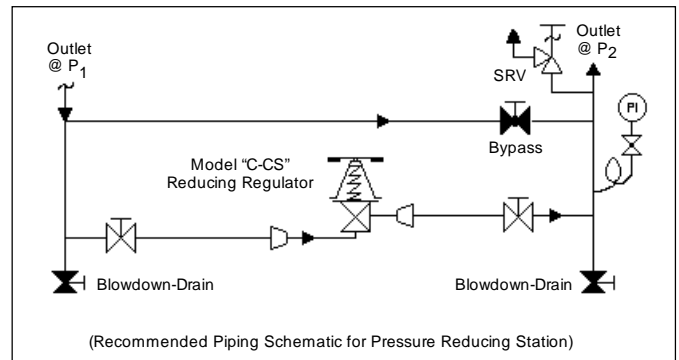 Outlet
@ P1
Outlet
@ P2
SRV
PI
Bypass
Model "C-CS"
Reducing Regulator
Blowdown-Drain
Blowdown-Drain
(Recommended Piping Schematic for Pressure Reducing Station)